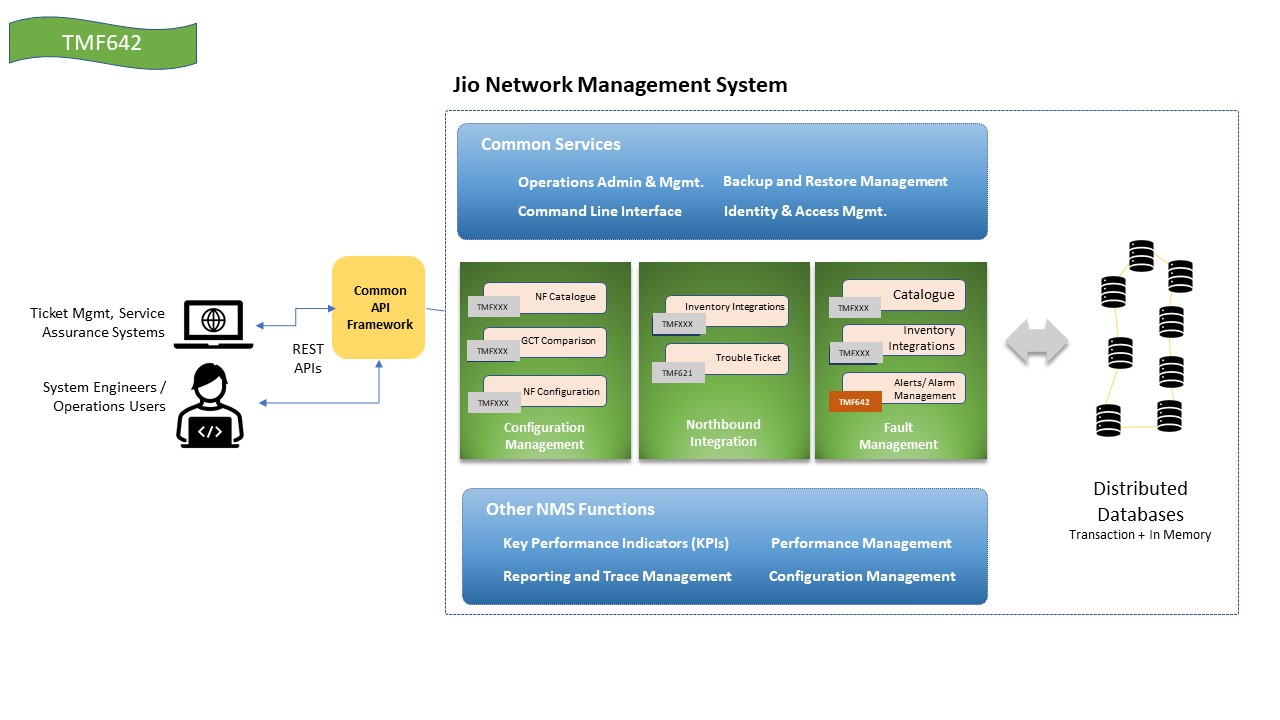 TMF642
Jio Network Management System
Common Services
Operations Admin & Mgmt.
Backup and Restore Management
Command Line Interface
Identity & Access Mgmt.
Ticket Mgmt, Service
Assurance Systems
REST
APIs
System Engineers /
Operations Users
Common
API
Framework
NF Catalogue
TMFXXX
GCT Comparison
TMFXXX
NF Configuration
TMFXXX
Configuration
Management
Inventory Integrations
TMFXXX
Trouble Ticket
TMF621
Northbound
Integration
Catalogue
TMFXXX
Inventory
Integrations
TMFXXX
Alerts/ Alarm
Management
TMF642
Fault
Management
Other NMS Functions
Key Performance Indicators (KPIs)
Performance Management
Reporting and Trace Management
Configuration Management
Distributed
Databases
Transaction + In Memory